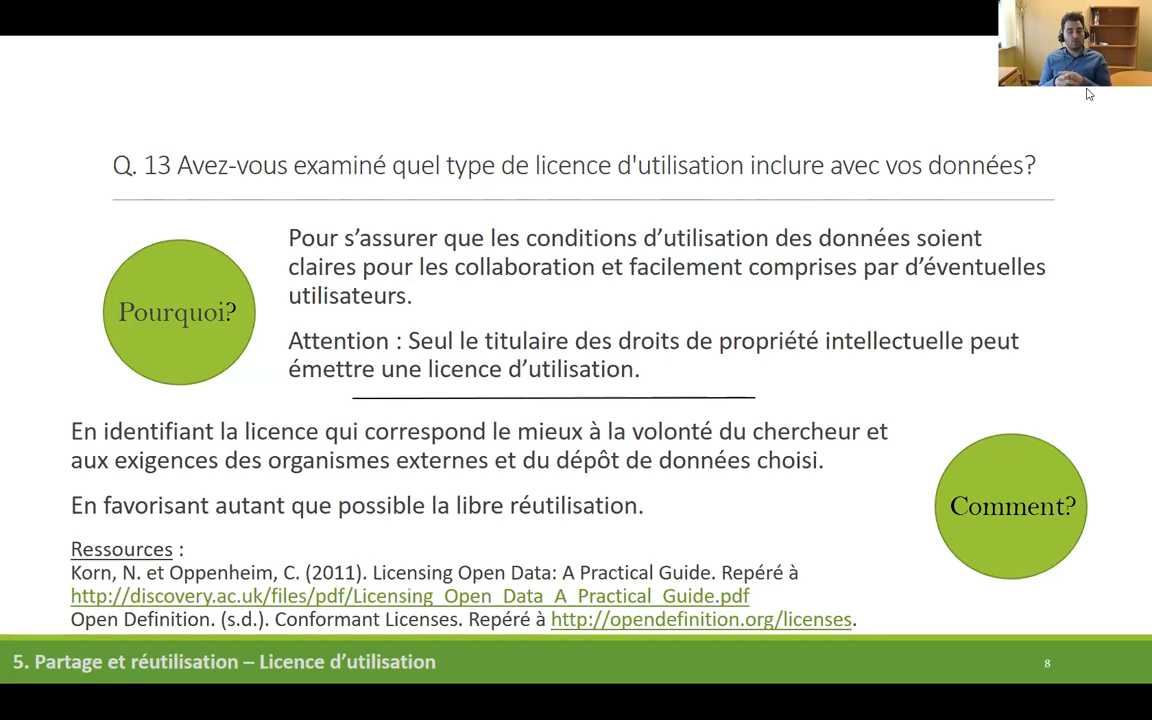 Q. 13 Avez-vous examiné quel type de licence d'utilisation inclure avec vos données?
Pourquoi?
Pour s’assurer que les conditions d’utilisation des données soient
claires pour les collaboration et facilement comprises par d’éventuelles
utilisateurs.
Attention : Seul le titulaire des droits de propriété intellectuelle peut
émettre une licence d’utilisation.
En identifiant la licence qui correspond le mieux à la volonté du chercheur et
aux exigences des organismes externes et du dépôt de données choisi.
En favorisant autant que possible la libre réutilisation.
Comment?
Ressources :
Korn, N. et Oppenheim, C. (2011). Licensing Open Data: A Practical Guide. Repéré à
http://discovery.ac.uk/files/pdf/Licensing_Open_Data_A_Practical_Guide.pdf
Open Definition. (s.d.). Conformant Licenses. Repéré à http://opendefinition.org/licenses.
5. Partage et réutilisation – Licence d’utilisation
8